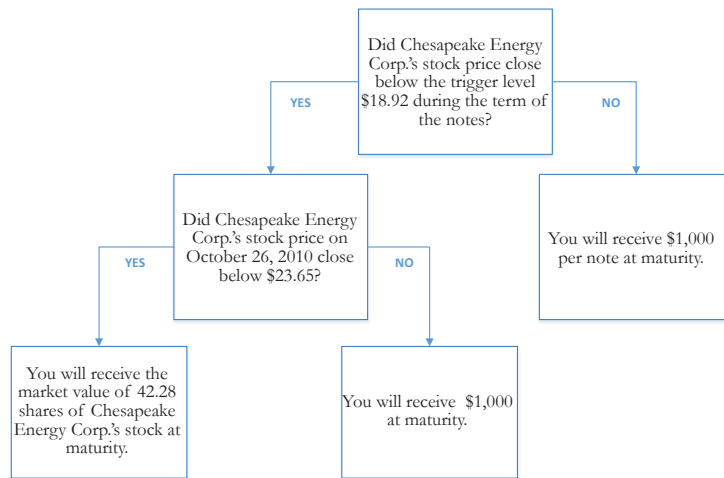 Did Chesapeake Energy
Corp.'s stock price close
below the trigger level
$18.92 during the term of
the notes?
YES
NO
Did Chesapeake Energy
Corp.'s stock price on
October 26, 2010 close
below $23.65?
You will receive $1,000
per note at maturity.
YES
NO
You will receive the
market value of 42.28
shares of Chesapeake
Energy Corp.'s stock at
maturity.
You will receive $1,000
at maturity.